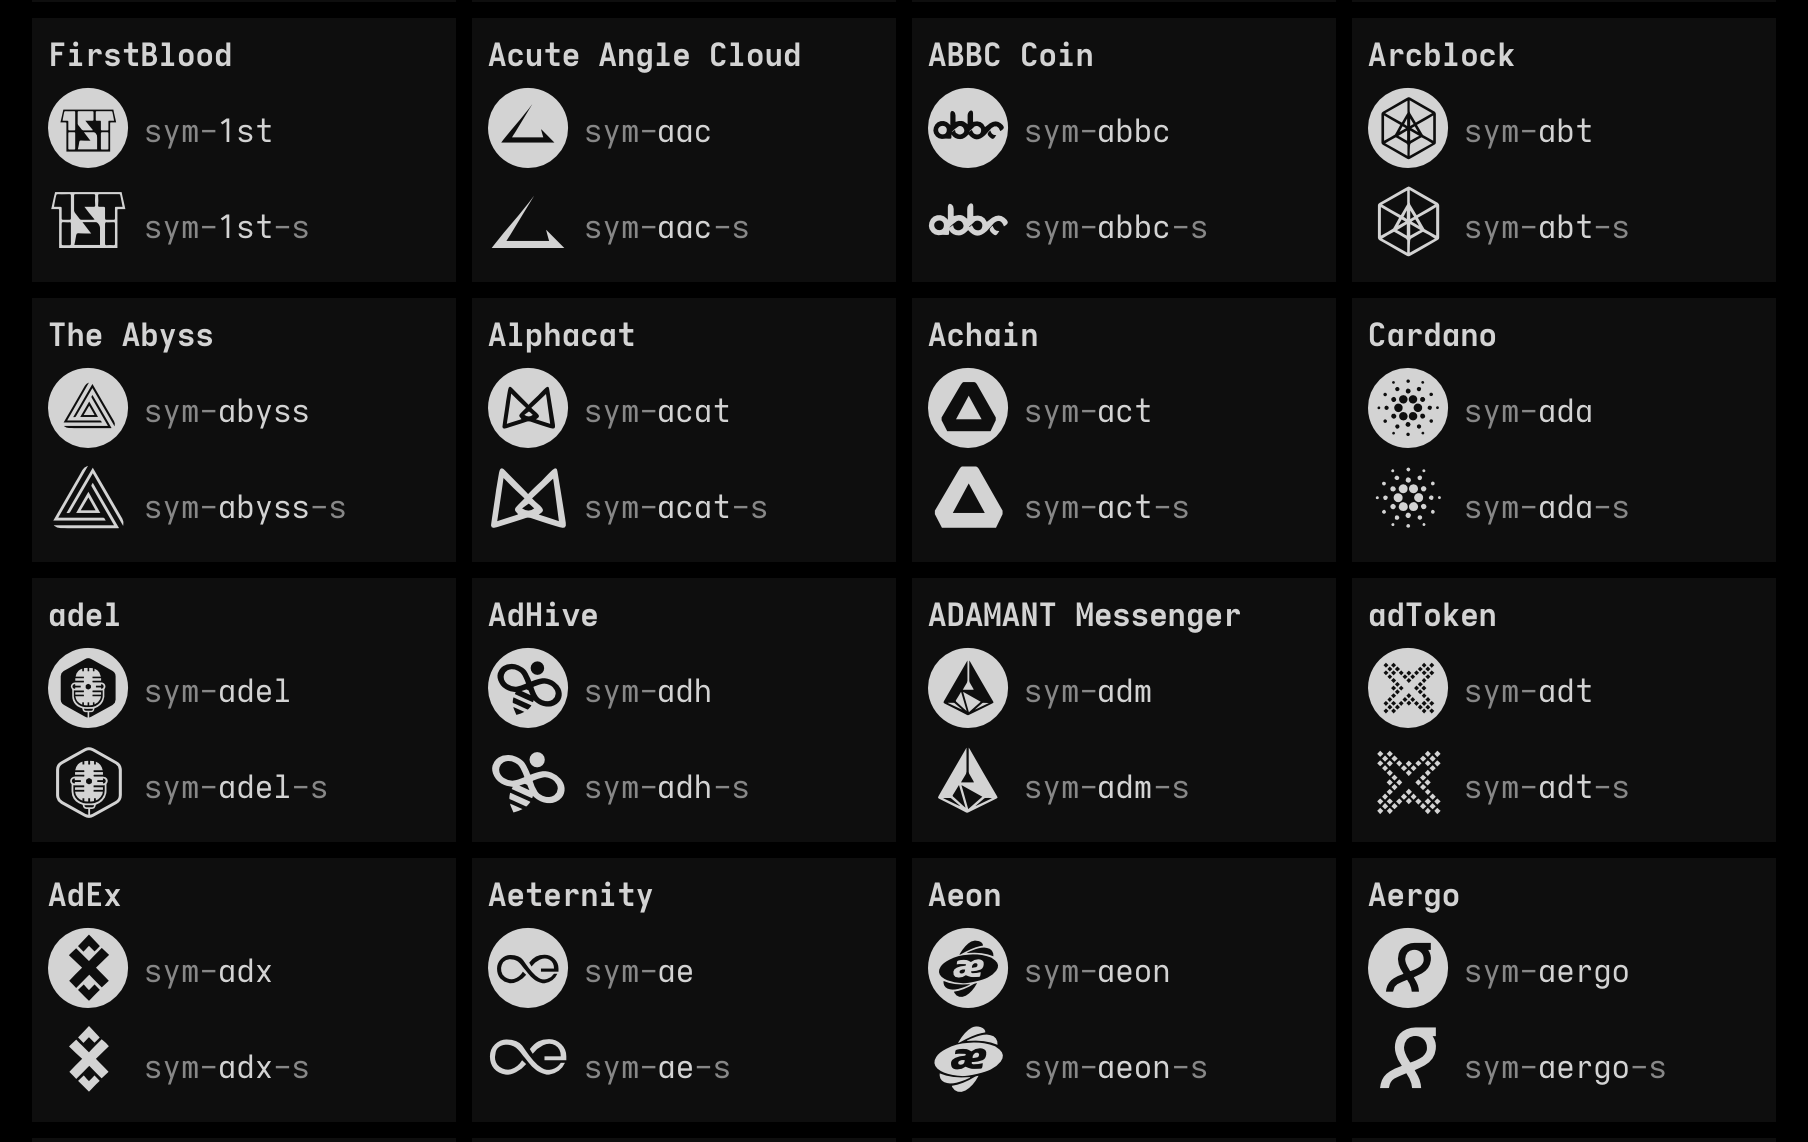 FirstBlood
sym-1st
sym-1st-s
Acute Angle Cloud
sym-aac
sym-aac-s
ABBC Coin
abbc
sym-abbc
abbc
sym-abbc-s
Arcblock
sym-abt
sym-abt-s
The Abyss
sym-abyss
sym-abyss-s
Alphacat
sym-acat
sym-acat-s
Achain
sym-act
sym-act-s
Cardano
sym-ada
sym-ada-s
adel
sym-adel
sym-adel-s
AdHive
sym-adh
sym-adh-s
ADAMANT Messenger
sym-adm
sym-adm-s
adToken
sym-adt
sym-adt-s
AdEx
sym-adx
sym-adx-s
Aeternity
sym-ae
sym-ae-s
Aeon
æ
sym-aeon
æ
sym-aeon-s
Aergo
sym-aergo
sym-aergo-s